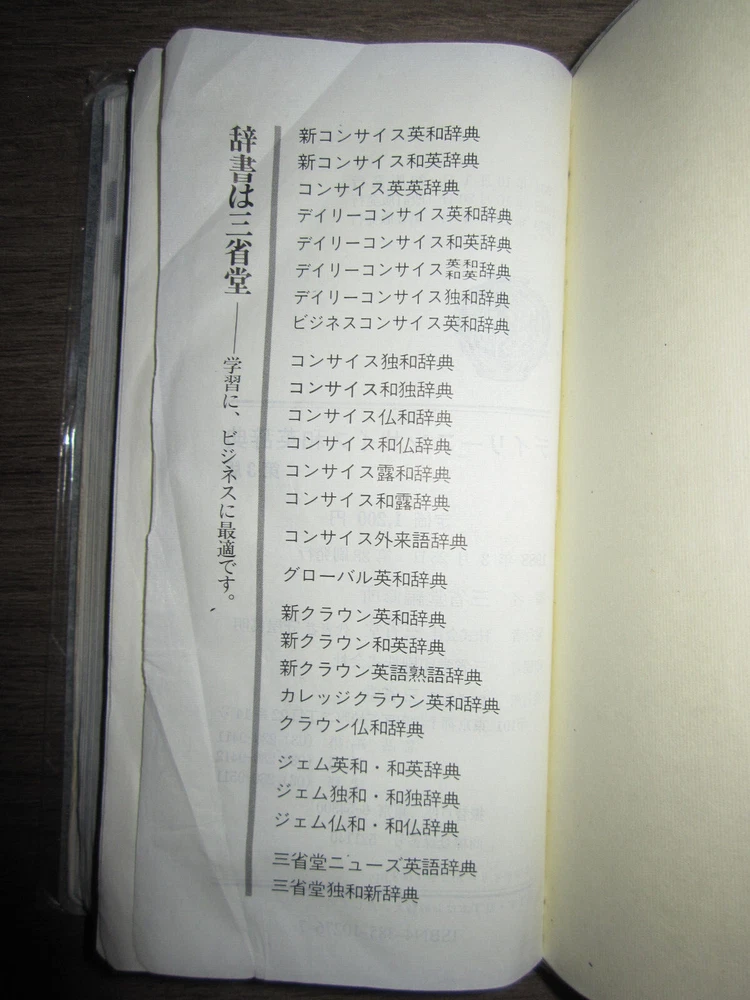 辞書は三省堂――学習に、ビジネスに最適です。
新コンサイス英和辞典
新コンサイス和英辞典
コンサイス英英辞典
デイリーコンサイス英和辞典
デイリーコンサイス和英辞典
デイリーコンサイス英和和英辞典
デイリーコンサイス独和辞典
ビジネスコンサイス英和辞典
コンサイス独和辞典
コンサイス和独辞典
コンサイス仏和辞典
コンサイス和仏辞典
コンサイス露和辞典
コンサイス和露辞典
コンサイス外来語辞典
グローバル英和辞典
新クラウン英和辞典
新クラウン和英辞典
新クラウン英語熟語辞典
カレッジクラウン英和辞典
クラウン仏和辞典
ジェム英和・和英辞典
ジェム独和・和独辞典
ジェム仏和・和仏辞典
三省堂ニューズ英語辞典
三省堂独和新辞典